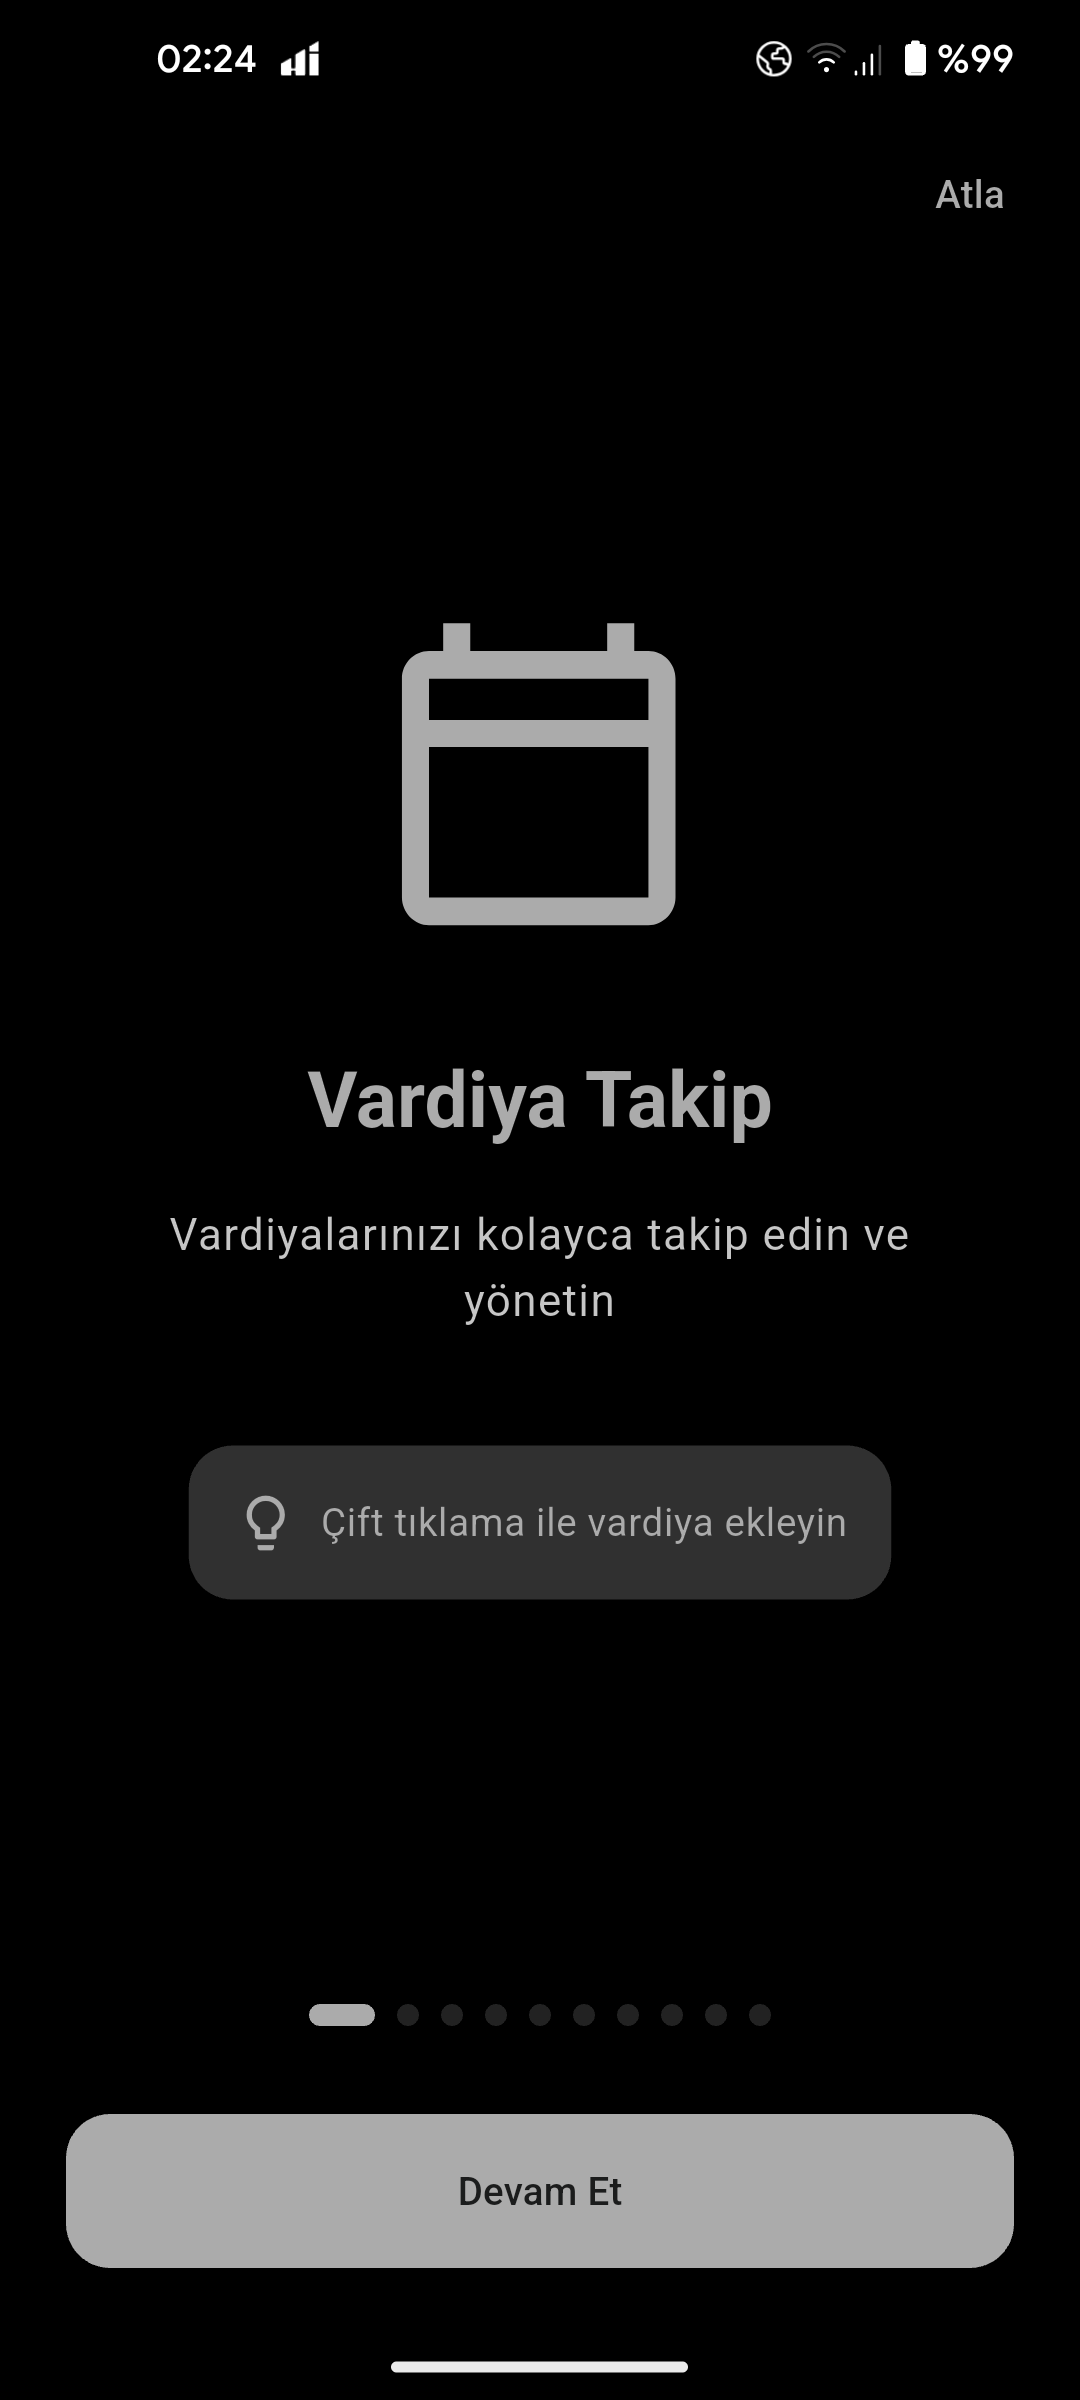 02:24
%99
Atla
Vardiya Takip
Vardiyalarınızı kolayca takip edin ve
yönetin
Çift tıklama ile vardiya ekleyin
Devam Et